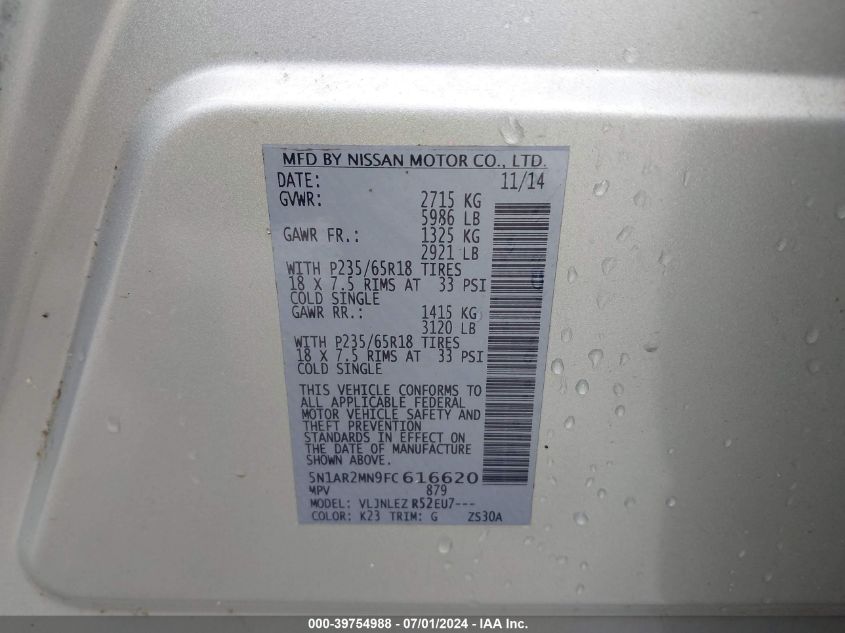 MFD BY NISSAN MOTOR CO., LTD.
DATE: 11/14
GVWR: 2715 KG
5986 LB
GAWR FR.: 1325 KG
2921 LB
WITH P235/65R18 TIRES
18 X 7.5 RIMS AT 33 PSI
COLD SINGLE
GAWR RR.: 1415 KG
3120 LB
WITH P235/65R18 TIRES
18 X 7.5 RIMS AT 33 PSI
COLD SINGLE
THIS VEHICLE CONFORMS TO
ALL APPLICABLE FEDERAL
MOTOR VEHICLE SAFETY AND
THEFT PREVENTION
STANDARDS IN EFFECT ON
THE DATE OF MANUFACTURE
SHOWN ABOVE.
5N1AR2MN9FC616620
MPV 879
MODEL: VLJNLEZ R52EU7---
COLOR: K23 TRIM: G ZS30A
000-39754988 - 07/01/2024 - IAA Inc.